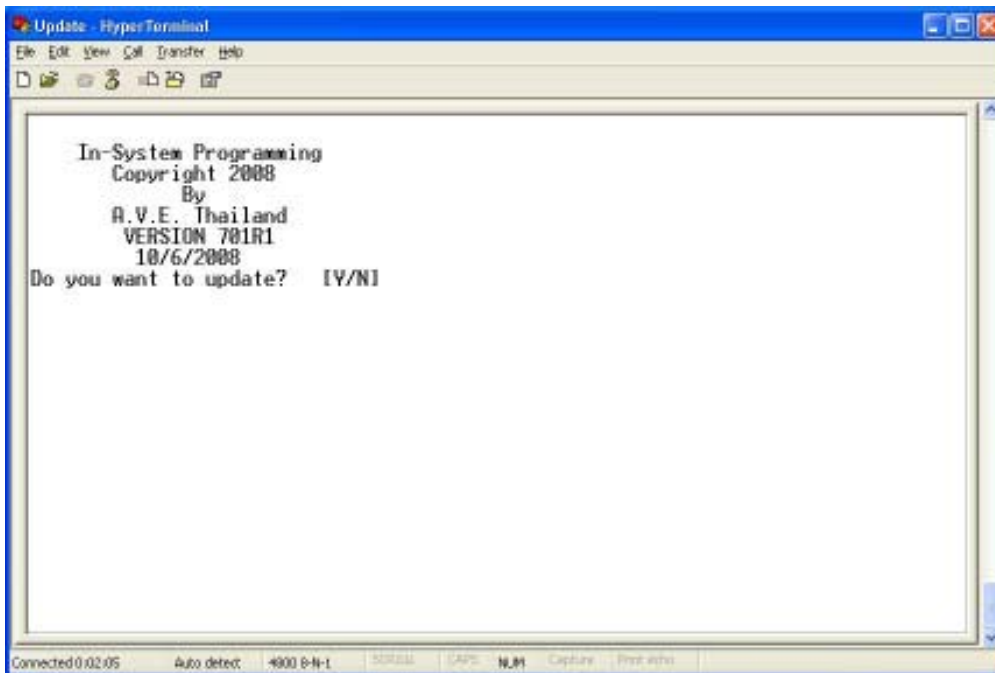 Update - HyperTerminal
File Edit View Call Transfer Help
In-System Programming
Copyright 2008
By
A.V.E. Thailand
VERSION 701R1
10/6/2008
Do you want to update? [Y/N]
Connected 0:02:05 Auto detect 4800 8-N-1 SCROLL CAPS NUM Capture Print echo